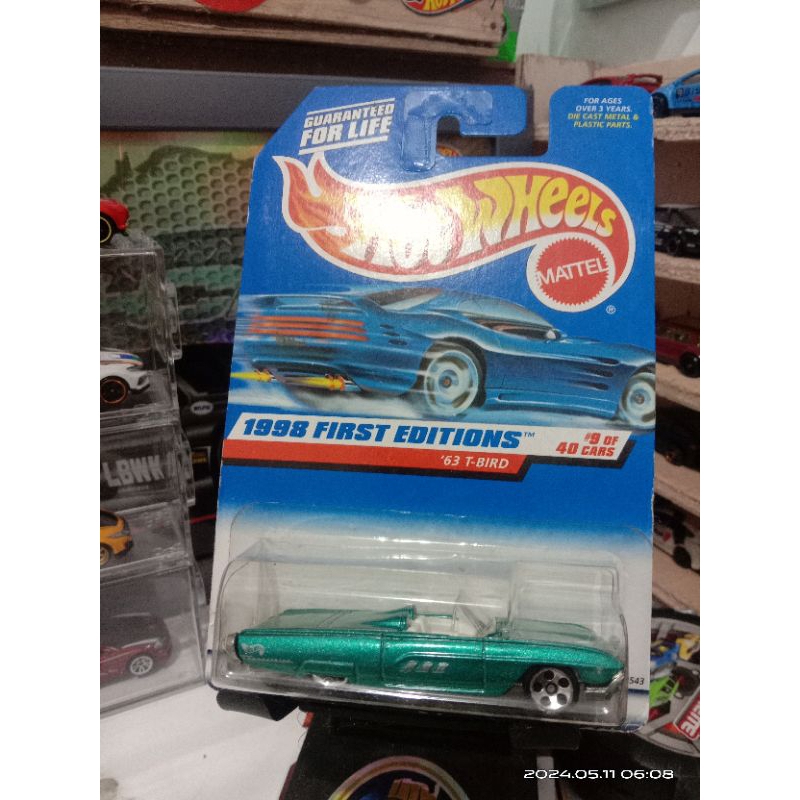 GUARANTEED
FOR LIFE
FOR AGES
OVER 3 YEARS.
DIE CAST METAL &
PLASTIC PARTS.
HOT WHEELS
MATTEL
®
1998 FIRST EDITIONS™
#9 OF
40 CARS
'63 T-BIRD
LBWK
543
2024.05.11 06:08